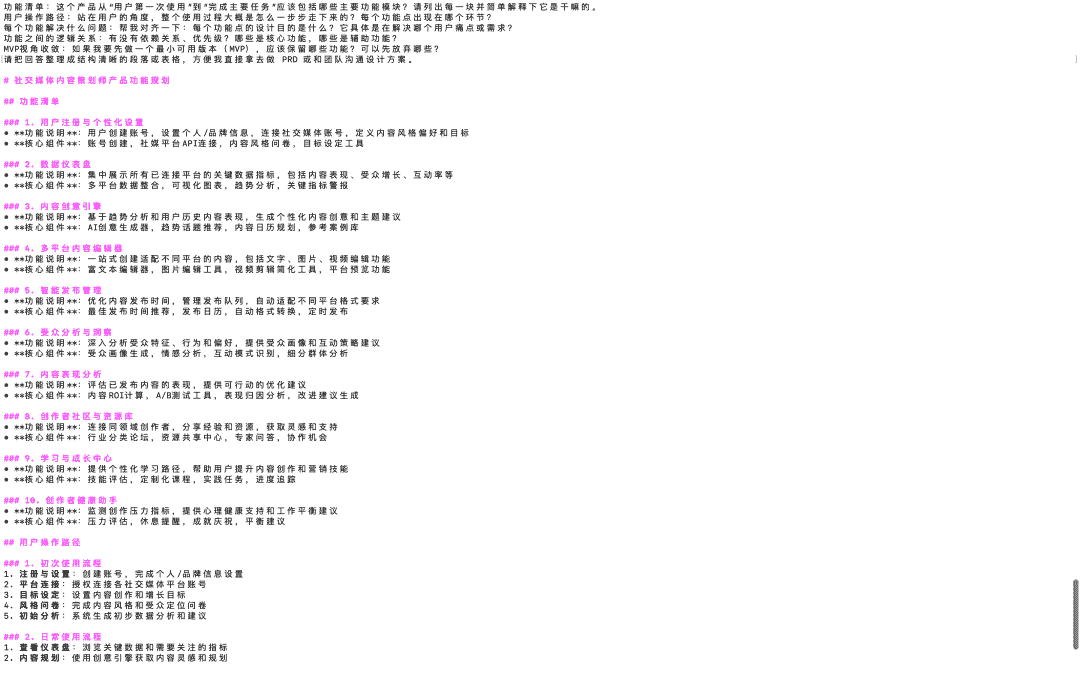 功能清单：这个产品从"用户第一次使用"到"完成主要任务"应该包括哪些主要功能模块？请列出每一块并简单解释下它是干嘛的。
用户操作路径：站在用户的角度，整个使用过程大概是怎么一步步走下来的？每个功能点出现在哪个环节？
每个功能解决什么问题：帮我对齐一下：每个功能点的设计目的是什么？它具体是在解决哪个用户痛点或需求？
功能之间的逻辑关系：有没有依赖关系、优先级？哪些是核心功能，哪些是辅助功能？
MVP视角收敛：如果我要先做一个最小可用版本（MVP），应该保留哪些功能？可以先放弃哪些？
请把回答整理成结构清晰的段落或表格，方便我直接拿去做 PRD 或和团队沟通设计方案。
# 社交媒体内容策划师产品功能规划
## 功能清单
### 1. 用户注册与个性化设置
● **功能说明**：用户创建账号，设置个人/品牌信息，连接社交媒体账号，定义内容风格偏好和目标
● **核心组件**：账号创建，社媒平台API连接，内容风格问卷，目标设定工具
### 2. 数据仪表盘
● **功能说明**：集中展示所有已连接平台的关键数据指标，包括内容表现、受众增长、互动率等
● **核心组件**：多平台数据整合，可视化图表，趋势分析，关键指标警报
### 3. 内容创意引擎
● **功能说明**：基于趋势分析和用户历史内容表现，生成个性化内容创意和主题建议
● **核心组件**：AI创意生成器，趋势话题推荐，内容日历规划，参考案例库
### 4. 多平台内容编辑器
● **功能说明**：一站式创建适配不同平台的内容，包括文字、图片、视频编辑功能
● **核心组件**：富文本编辑器，图片编辑工具，视频剪辑简化工具，平台预览功能
### 5. 智能发布管理
● **功能说明**：优化内容发布时间，管理发布队列，自动适配不同平台格式要求
● **核心组件**：最佳发布时间推荐，发布日历，自动格式转换，定时发布
### 6. 受众分析与洞察
● **功能说明**：深入分析受众特征、行为和偏好，提供受众画像和互动策略建议
● **核心组件**：受众画像生成，情感分析，互动模式识别，细分群体分析
### 7. 内容表现分析
● **功能说明**：评估已发布内容的表现，提供可行动的优化建议
● **核心组件**：内容ROI计算，A/B测试工具，表现归因分析，改进建议生成
### 8. 创作者社区与资源库
● **功能说明**：连接同领域创作者，分享经验和资源，获取灵感和支持
● **核心组件**：行业分类论坛，资源共享中心，专家问答，协作机会
### 9. 学习与成长中心
● **功能说明**：提供个性化学习路径，帮助用户提升内容创作和营销技能
● **核心组件**：技能评估，定制化课程，实践任务，进度追踪
### 10. 创作者健康助手
● **功能说明**：监测创作压力指标，提供心理健康支持和工作平衡建议
● **核心组件**：压力评估，休息提醒，成就庆祝，平衡建议
## 用户操作路径
### 1. 初次使用流程
1. 注册与设置：创建账号，完成个人/品牌信息设置
2. 平台连接：授权连接各社交媒体平台账号
3. 目标设定：设置内容创作和增长目标
4. 风格问卷：完成内容风格和受众定位问卷
5. 初始分析：系统生成初步数据分析和建议
### 2. 日常使用流程
1. 查看仪表盘：浏览关键数据和需要关注的指标
2. 内容规划：使用创意引擎获取内容灵感和规划